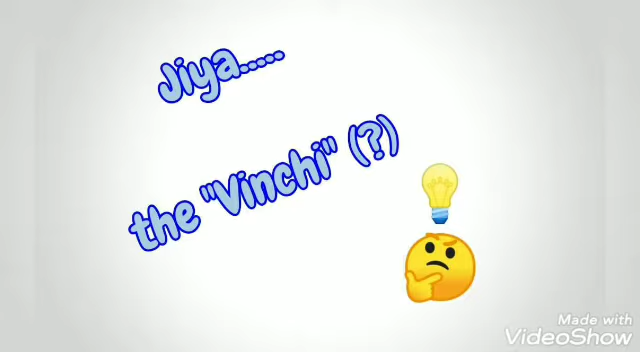 Jiya.....
the "Vinchi" (?)
Made with
VideoShow